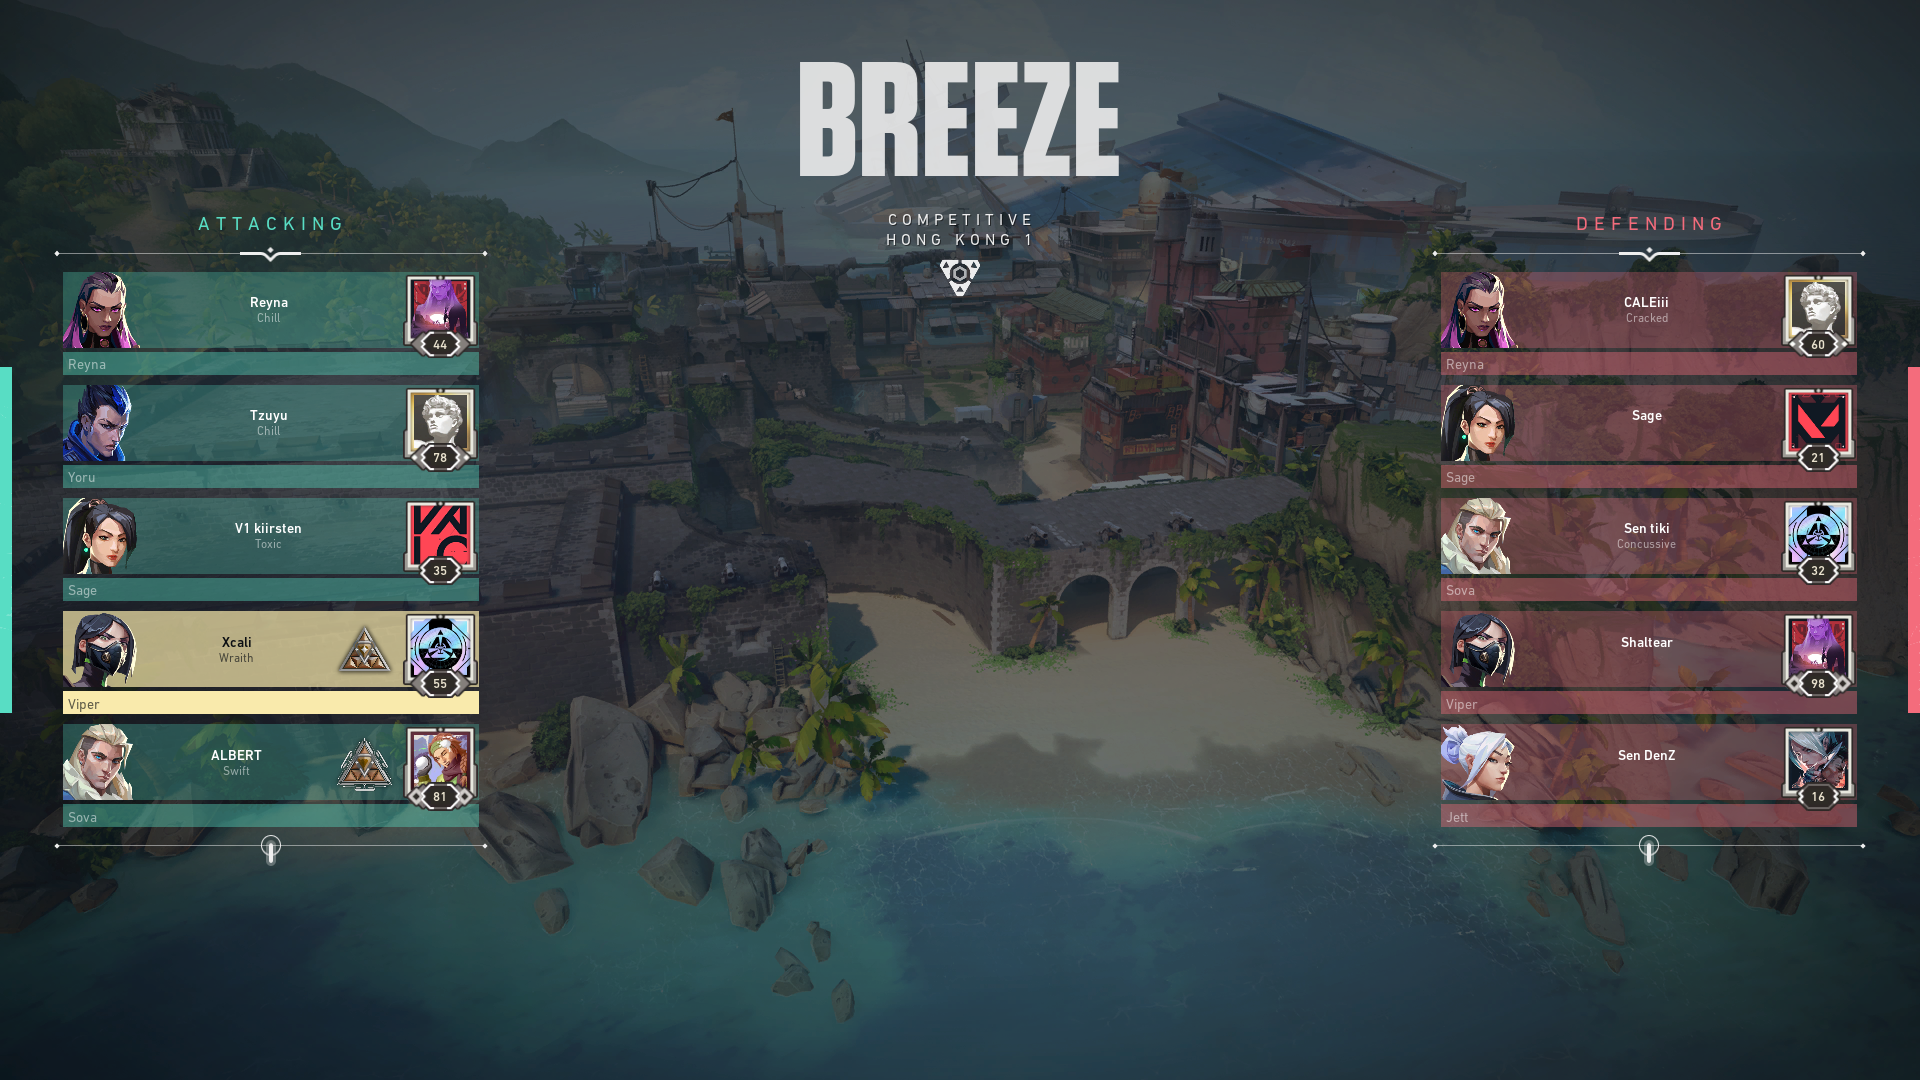 BREEZE
COMPETITIVE
HONG KONG 1
ATTACKING
Reyna
Chill
44
Reyna
Tzuyu
Chill
78
Yoru
V1 kiirsten
Toxic
35
Sage
Xcali
Wraith
55
Viper
ALBERT
Swift
81
Sova
DEFENDING
CALEiii
Cracked
60
Reyna
Sage
21
Sage
Sen tiki
Concussive
32
Sova
Shaltear
98
Viper
Sen DenZ
16
Jett